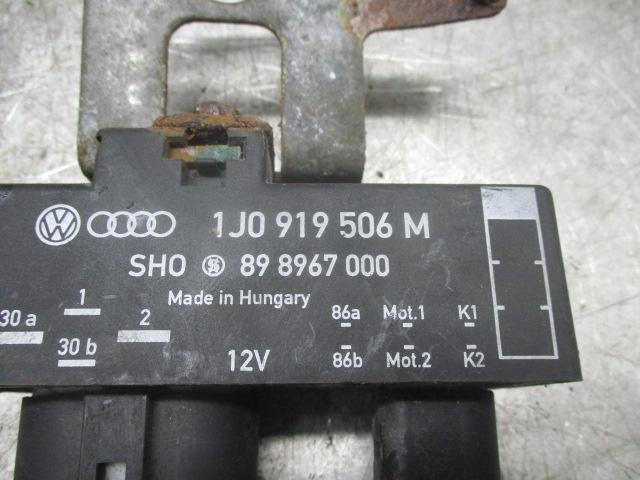 1J0 919 506 M
SHO 89 8967 000
Made in Hungary
30 a 1 2 86a Mot.1 K1
30 b 12V 86b Mot.2 K2